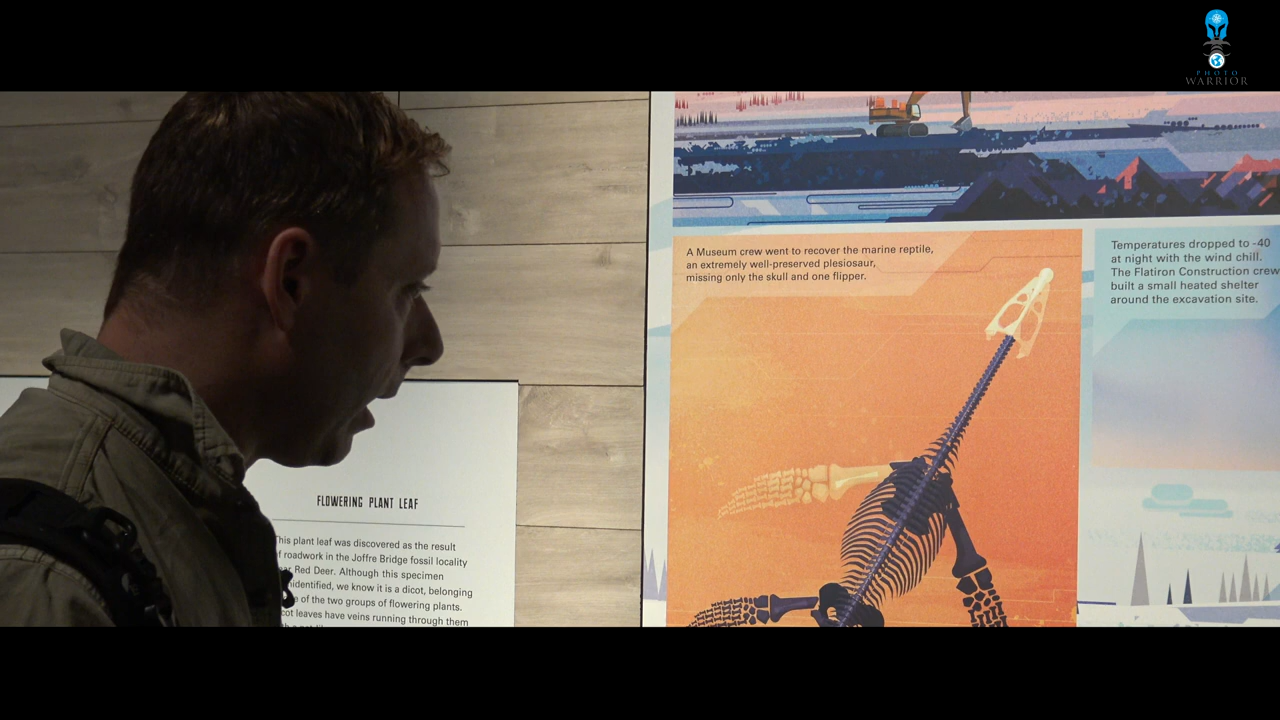 PHOTO
WARRIOR
A Museum crew went to recover the marine reptile,
an extremely well-preserved plesiosaur,
missing only the skull and one flipper.
Temperatures dropped to -40
at night with the wind chill.
The Flatiron Construction crew
built a small heated shelter
around the excavation site.
FLOWERING PLANT LEAF
This plant leaf was discovered as the result
of roadwork in the Joffre Bridge fossil locality
Red Deer. Although this specimen
we know it is a dicot, belonging
of the two groups of flowering plants.
leaves have veins running through them